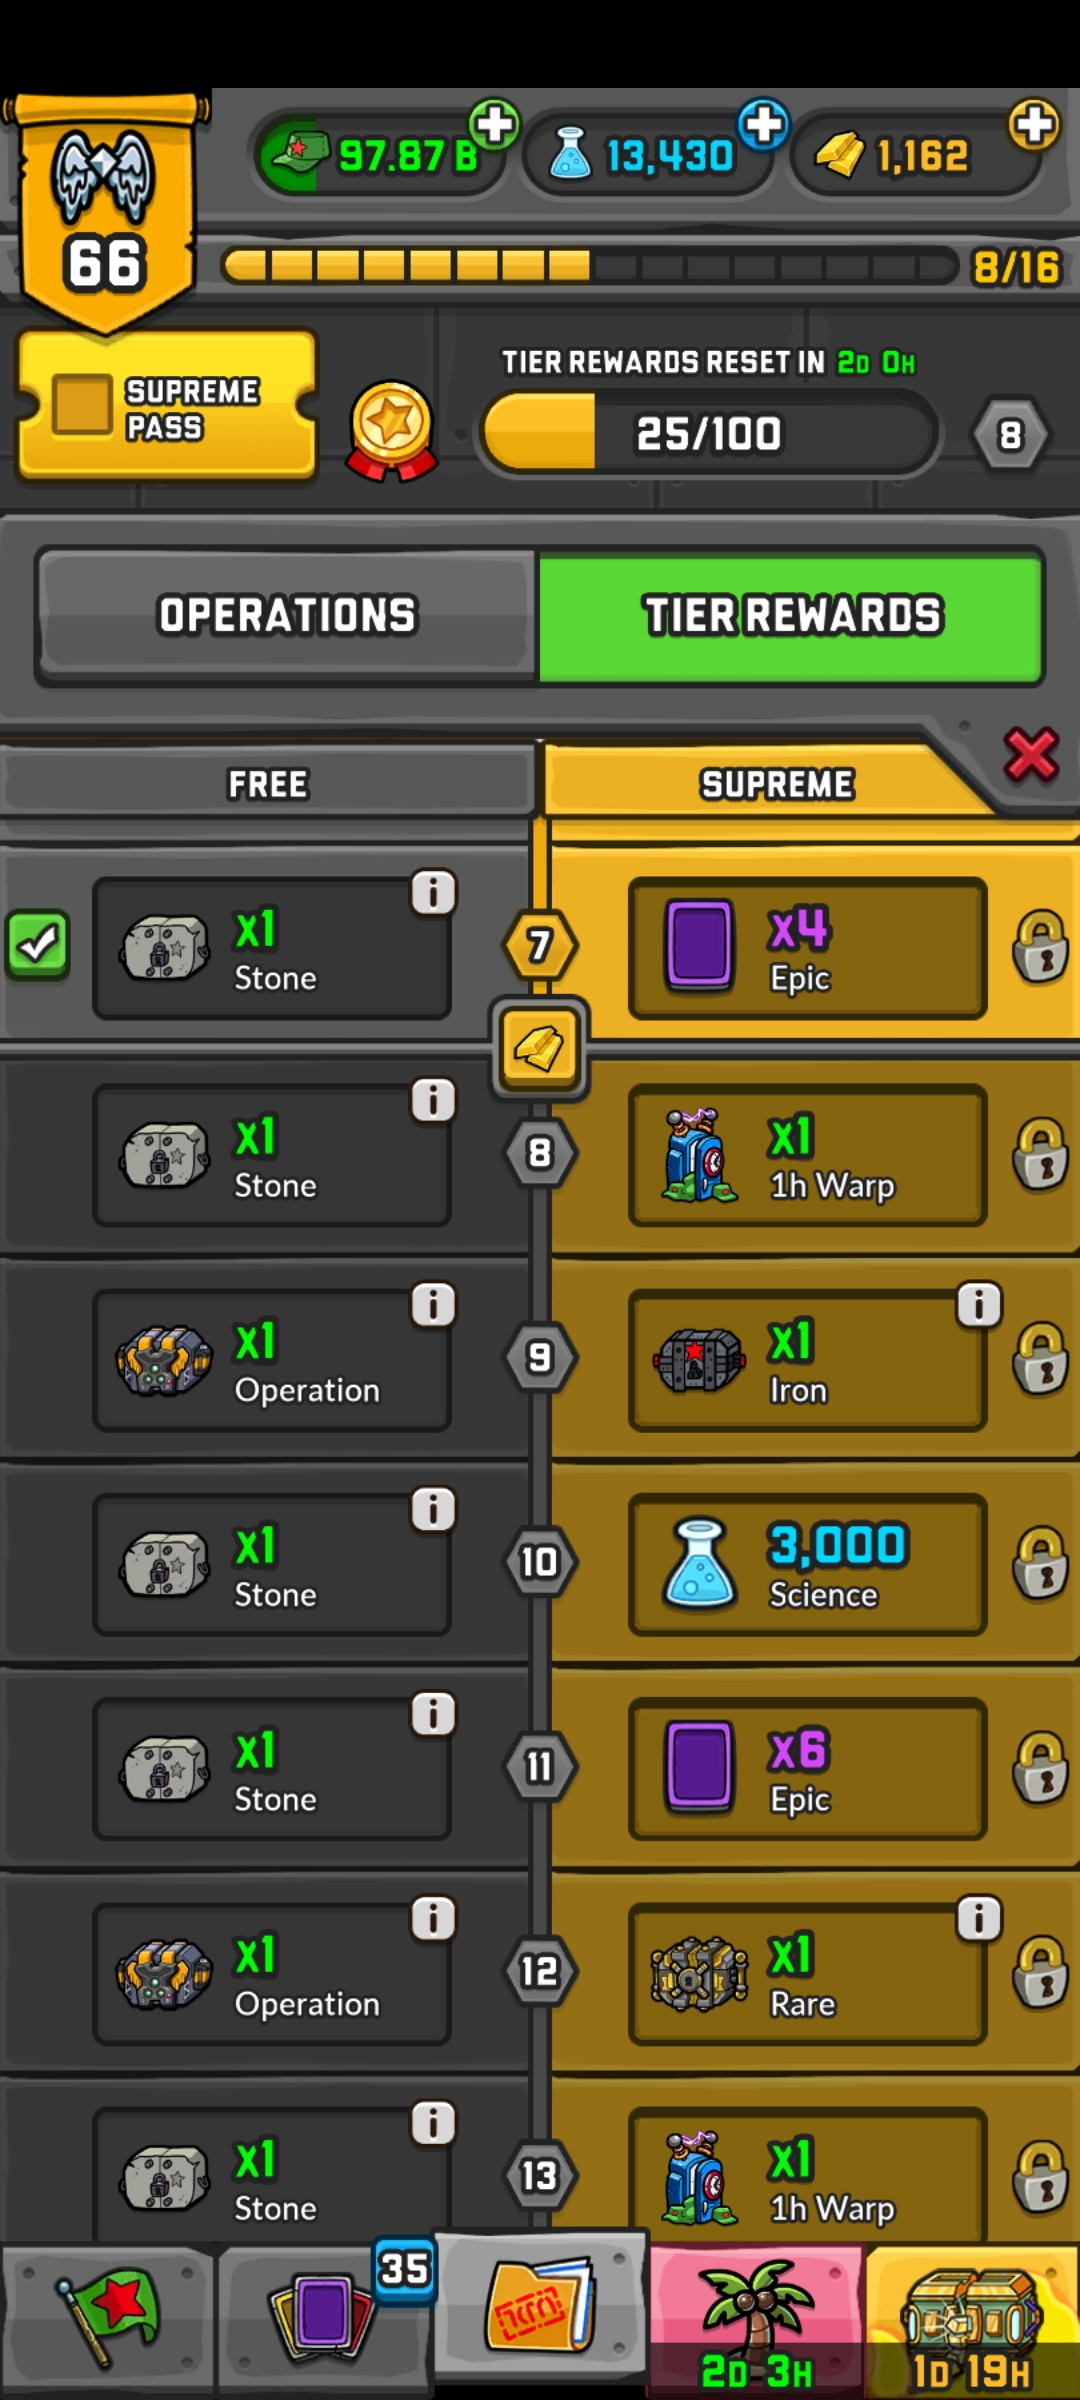 97.87 B
13,430
1,162
66
8/16
SUPREME
PASS
TIER REWARDS RESET IN 2D 0H
25/100
8
OPERATIONS
TIER REWARDS
FREE
SUPREME
x1
Stone
7
x4
Epic
x1
Stone
8
x1
1h Warp
x1
Operation
9
x1
Iron
x1
Stone
10
3,000
Science
x1
Stone
11
x6
Epic
x1
Operation
12
x1
Rare
x1
Stone
13
x1
1h Warp
35
2D 3H
1D 19H